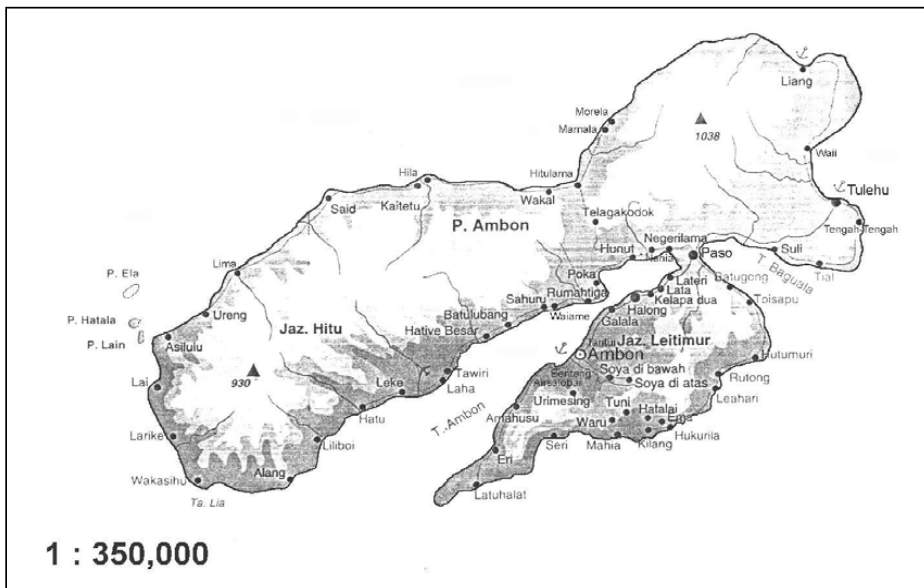 Liang
Morela
Mamala
1038
Waii
Hila
Hitulama
Kaitetu
Wakal
Said
Tulehu
Telagakodok
Tengah-Tengah
P. Ambon
Negerilama
Hunut
Nania
Paso
Suli
Lima
T. Baguala
Tial
P. Ela
Poka
Lateri
Batugong
Lata
Toisapu
Rumahtiga
Kelapa dua
Sahuru
Waiame
Halong
P. Hatala
Ureng
Batulubang
Galala
Jaz. Hitu
Hative Besar
Jaz. Leitimur
P. Lain
Asilulu
Ambon
Hutumuri
Soya di bawah
Tawiri
Rutong
930
Lai
Leke
Laha
Soya di atas
Urimesing
Leahari
Hatu
Amahusu
Tuni
Hatalai
T. Ambon
Waru
Ema
Larike
Liliboi
Seri
Mahia
Kilang
Hukurila
Eri
Wakasihu
Alang
Latuhalat
Ta. Lia
1 : 350,000